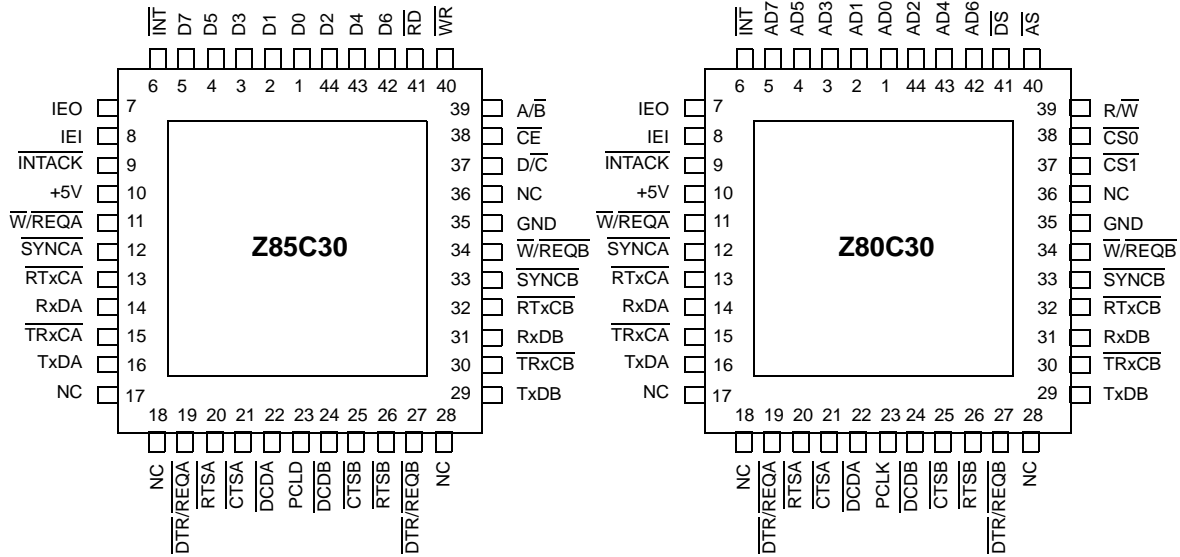 INT D7 D5 D3 D1 D0 D2 D4 D6 RD WR
6 5 4 3 2 1 44 43 42 41 40
IEO 7 39 A/B
IEI 8 38 CE
INTACK 9 37 D/C
+5V 10 36 NC
W/REQA 11 35 GND
SYNCA 12 Z85C30 34 W/REQB
RTxCA 13 33 SYNCB
RxDA 14 32 RTxCB
TRxCA 15 31 RxDB
TxDA 16 30 TRxCB
NC 17 29 TxDB
18 19 20 21 22 23 24 25 26 27 28
NC DTR/REQA RTSA CTSA DCDA PCLD DCDB CTSB RTSB DTR/REQB NC
INT AD7 AD5 AD3 AD1 AD0 AD2 AD4 AD6 DS AS
6 5 4 3 2 1 44 43 42 41 40
IEO 7 39 R/W
IEI 8 38 CS0
INTACK 9 37 CS1
+5V 10 36 NC
W/REQA 11 35 GND
SYNCA 12 Z80C30 34 W/REQB
RTxCA 13 33 SYNCB
RxDA 14 32 RTxCB
TRxCA 15 31 RxDB
TxDA 16 30 TRxCB
NC 17 29 TxDB
18 19 20 21 22 23 24 25 26 27 28
NC DTR/REQA RTSA CTSA DCDA PCLK DCDB CTSB RTSB DTR/REQB NC